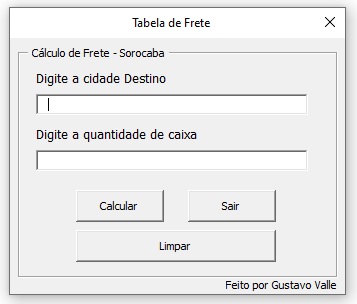 Tabela de Frete
Cálculo de Frete - Sorocaba
Digite a cidade Destino
Digite a quantidade de caixa
Calcular
Sair
Limpar
Feito por Gustavo Valle